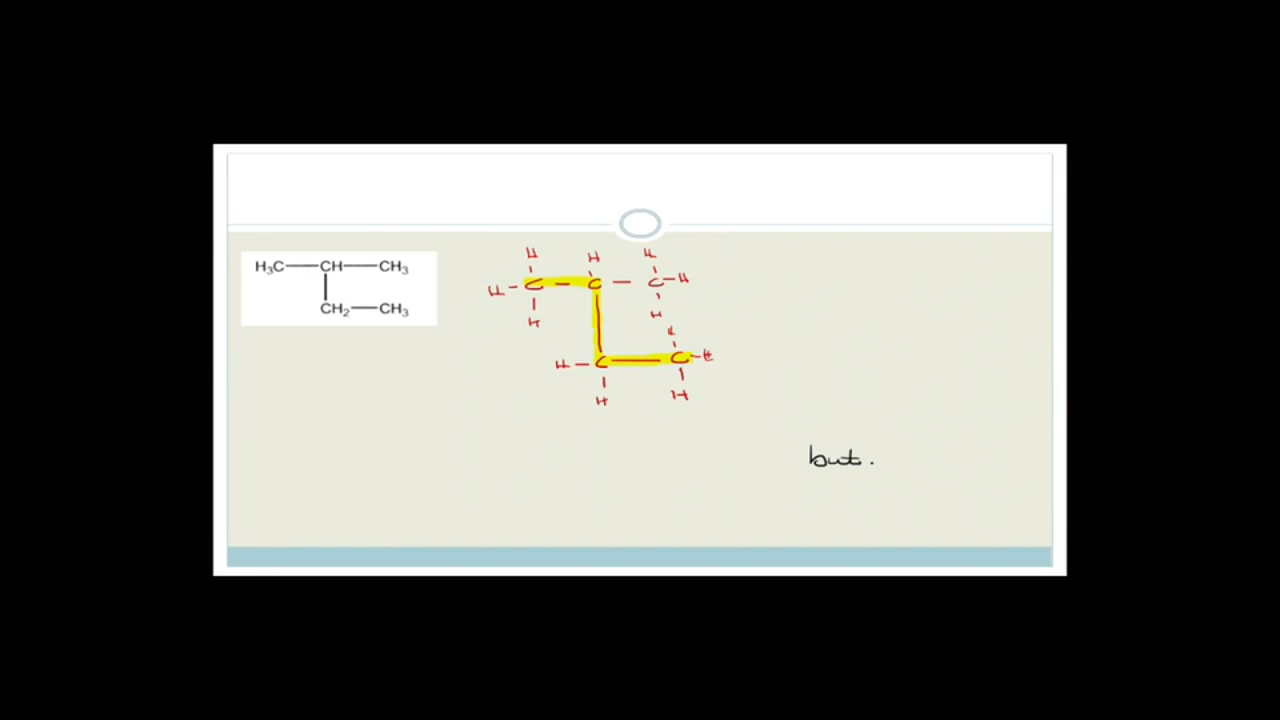 H₃C—CH—CH₃
CH₂—CH₃
H H H
H - C - C - C - H
H H
H
H - C - C - H
H H
but.